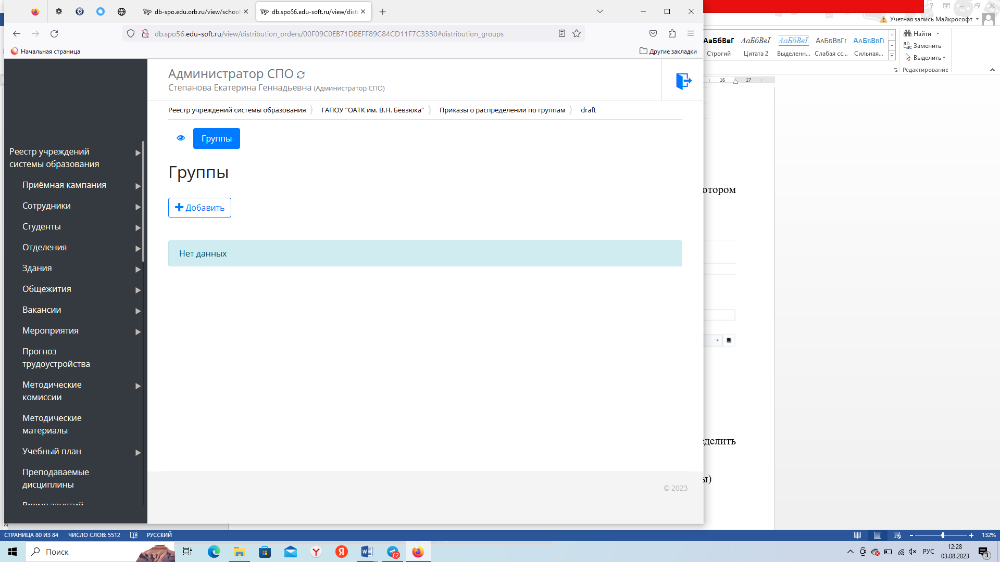 db-spo.edu.orb.ru/view/school
db.spo56.edu-soft.ru/view/dist
db.spo56.edu-soft.ru/view/distribution_orders/00F09C0EB71DBEFF89C84CD11F7C3330#distribution_groups
Начальная страница
Другие закладки
Учетная запись Майкрософт
АаБбВвГ
АаБбВвГ
АаБбВвГ
АаБбВвГг
АаБбВвГг
Строгий
Цитата 2
Выделенн...
Слабая сс...
Сильная...
Найти
Заменить
Выделить
Редактирование
16
17
Администратор СПО
Степанова Екатерина Геннадьевна (Администратор СПО)
Реестр учреждений системы образования
ГАПОУ "ОАТК им. В.Н. Бевзюка"
Приказы о распределении по группам
draft
Группы
Группы
Добавить
Нет данных
Реестр учреждений
системы образования
Приёмная кампания
Сотрудники
Студенты
Отделения
Здания
Общежития
Вакансии
Мероприятия
Прогноз
трудоустройства
Методические
комиссии
Методические
материалы
Учебный план
Преподаваемые
дисциплины
Время занятий
© 2023
отором
еделить
ы)
СТРАНИЦА 80 ИЗ 84
ЧИСЛО СЛОВ: 5512
РУССКИЙ
132%
Поиск
62
РУС
12:28
03.08.2023
3